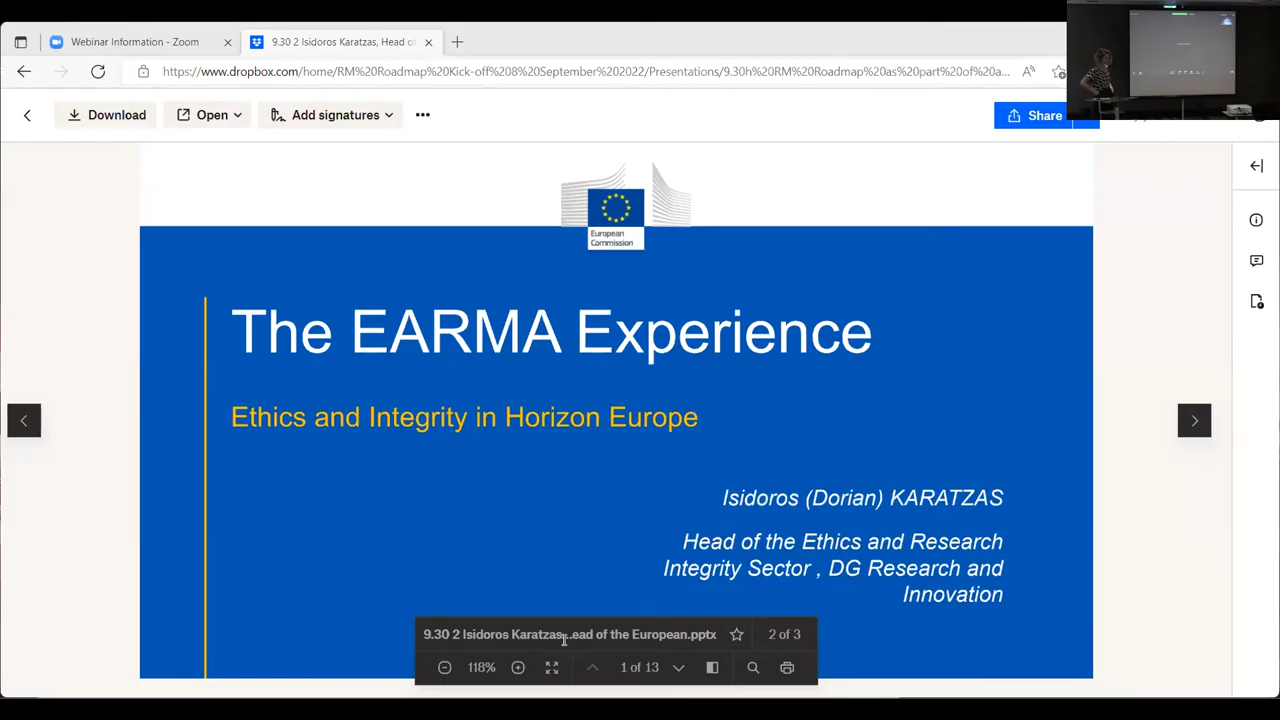 Webinar Information - Zoom
9.30 2 Isidoros Karatzas, Head of
https://www.dropbox.com/home/RM%20Roadmap%20Kick-off%208%20September%202022/Presentations/9.30h%20RM%20Roadmap%20as%20part%20of%20a...
Download
Open
Add signatures
Share
European
Commission
The EARMA Experience
Ethics and Integrity in Horizon Europe
Isidoros (Dorian) KARATZAS
Head of the Ethics and Research
Integrity Sector , DG Research and
Innovation
9.30 2 Isidoros Karatzas...ead of the European.pptx
2 of 3
118%
1 of 13